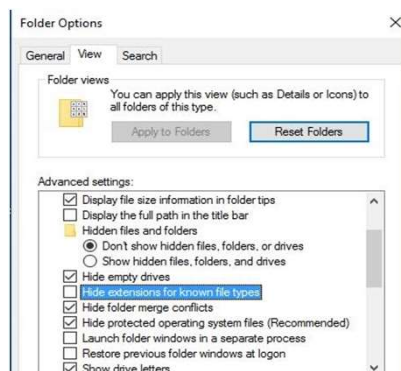 Folder Options
General View Search
Folder views
You can apply this view (such as Details or Icons) to
all folders of this type.
Apply to Folders Reset Folders
Advanced settings:
Display file size information in folder tips
Display the full path in the title bar
Hidden files and folders
Don't show hidden files, folders, or drives
Show hidden files, folders, and drives
Hide empty drives
Hide extensions for known file types
Hide folder merge conflicts
Hide protected operating system files (Recommended)
Launch folder windows in a separate process
Restore previous folder windows at logon
Show drive letters